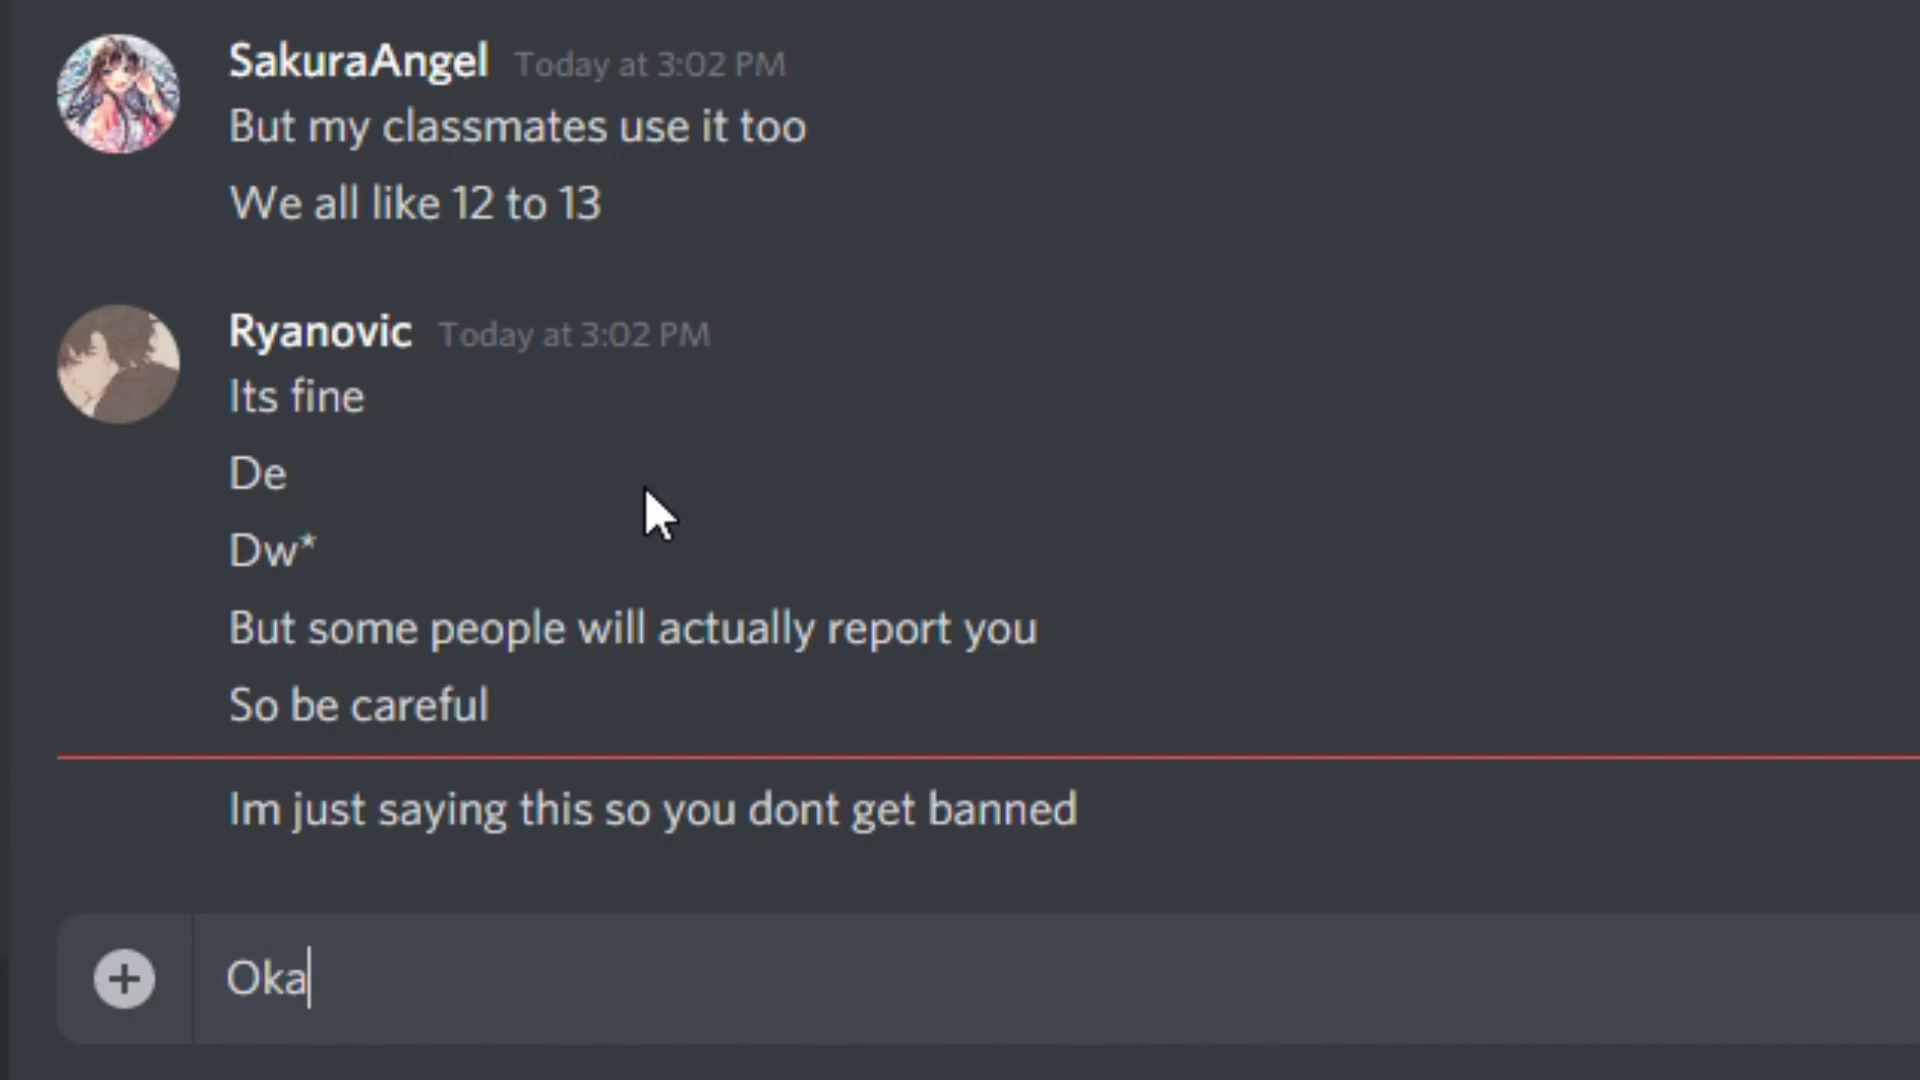 SakuraAngel Today at 3:02 PM
But my classmates use it too
We all like 12 to 13
Ryanovic Today at 3:02 PM
Its fine
De
Dw*
But some people will actually report you
So be careful
Im just saying this so you dont get banned
Oka